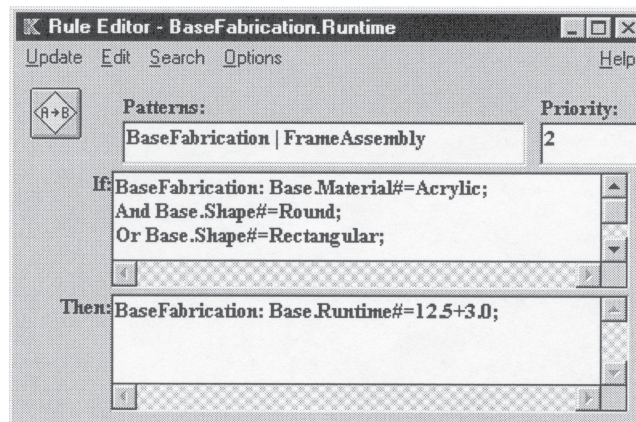 K Rule Editor - BaseFabrication.Runtime
Update Edit Search Options Help
A→B
Patterns: Priority:
BaseFabrication | FrameAssembly 2
If: BaseFabrication: Base.Material#=Acrylic;
And Base.Shape#=Round;
Or Base.Shape#=Rectangular;
Then: BaseFabrication: Base.Runtime#=12.5+3.0;